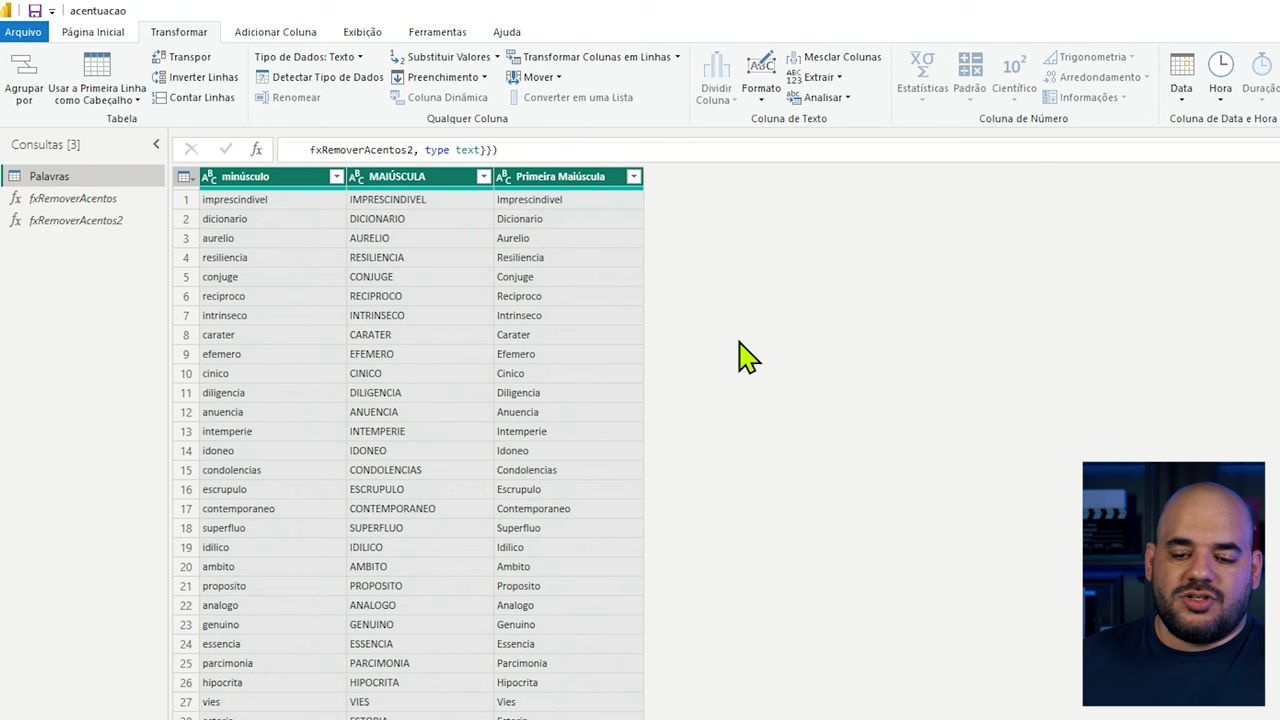 acentuacao
Arquivo Página Inicial Transformar Adicionar Coluna Exibição Ferramentas Ajuda
Agrupar por
Usar a Primeira Linha como Cabeçalho
Transpor
Inverter Linhas
Contar Linhas
Tabela
Tipo de Dados: Texto
Detectar Tipo de Dados
Renomear
Substituir Valores
Preenchimento
Coluna Dinâmica
Transformar Colunas em Linhas
Mover
Converter em uma Lista
Qualquer Coluna
Dividir Coluna
Formato
Mesclar Colunas
Extrair
Analisar
Coluna de Texto
Estatísticas
Padrão
Científico
Trigonometria
Arredondamento
Informações
Coluna de Número
Data
Hora
Duração
Coluna de Data e Hora
Consultas [3]
Palavras
fxRemoverAcentos
fxRemoverAcentos2
fxRemoverAcentos2, type text}})
minúsculo MAIÚSCULA Primeira Maiúscula
1 imprescindivel IMPRESCINDIVEL Imprescindivel
2 dicionario DICIONARIO Dicionario
3 aurelio AURELIO Aurelio
4 resiliencia RESILIENCIA Resiliencia
5 conjuge CONJUGE Conjuge
6 reciproco RECIPROCO Reciproco
7 intrinseco INTRINSECO Intrinseco
8 carater CARATER Carater
9 efemero EFEMERO Efemero
10 cinico CINICO Cinico
11 diligencia DILIGENCIA Diligencia
12 anuencia ANUENCIA Anuencia
13 intemperie INTEMPERIE Intemperie
14 idoneo IDONEO Idoneo
15 condolencias CONDOLENCIAS Condolencias
16 escrupulo ESCRUPULO Escrupulo
17 contemporaneo CONTEMPORANEO Contemporaneo
18 superfluo SUPERFLUO Superfluo
19 idilico IDILICO Idilico
20 ambito AMBITO Ambito
21 proposito PROPOSITO Proposito
22 analogo ANALOGO Analogo
23 genuino GENUINO Genuino
24 essencia ESSENCIA Essencia
25 parcimonia PARCIMONIA Parcimonia
26 hipocrita HIPOCRITA Hipocrita
27 vies VIES Vies